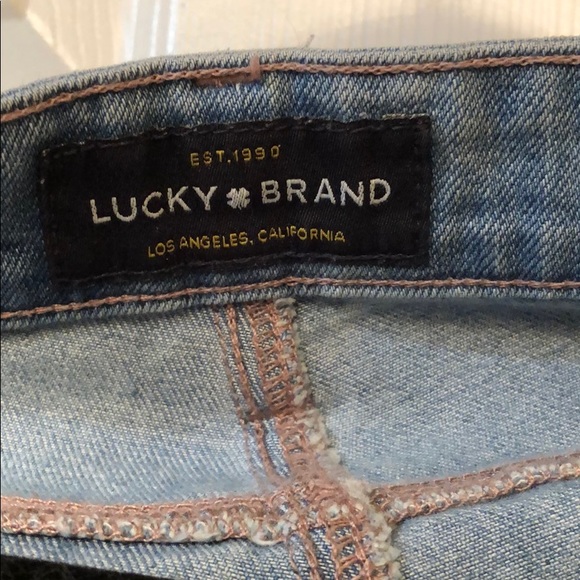 EST.1990
LUCKY BRAND
LOS ANGELES, CALIFORNIA